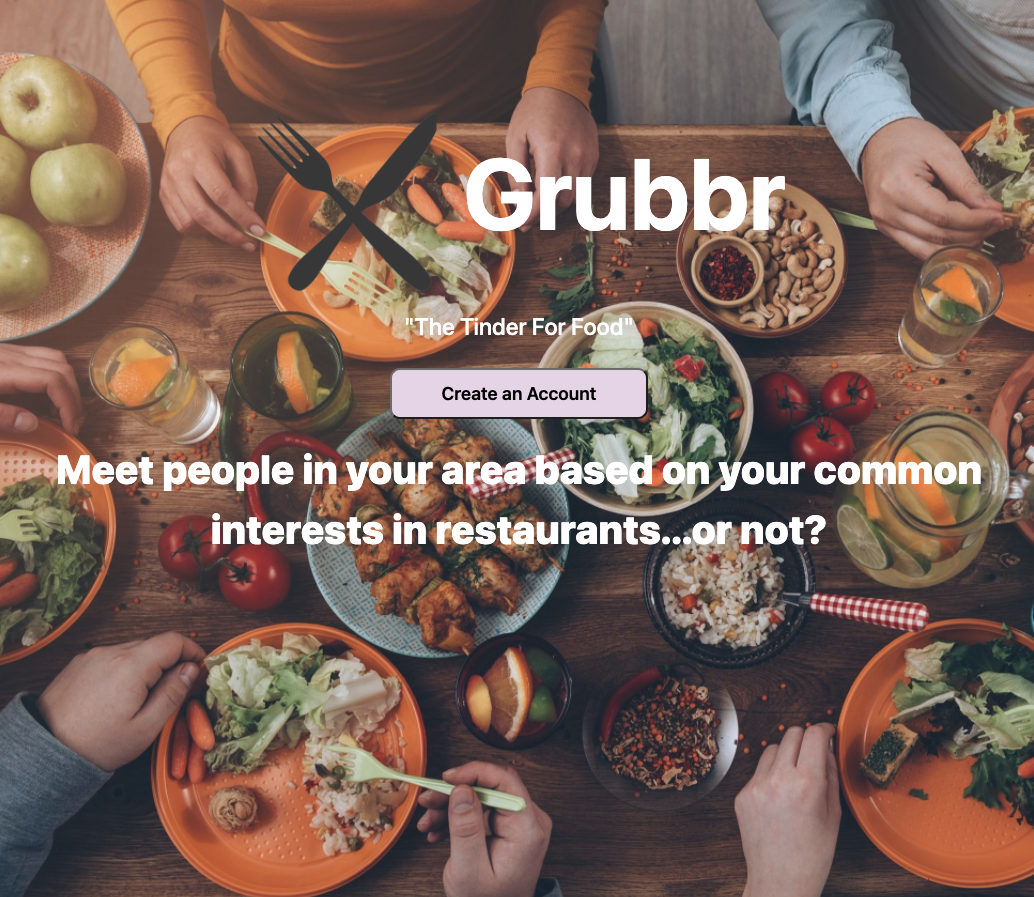 Grubbr
"The Tinder For Food"
Create an Account
Meet people in your area based on your common
interests in restaurants...or not?